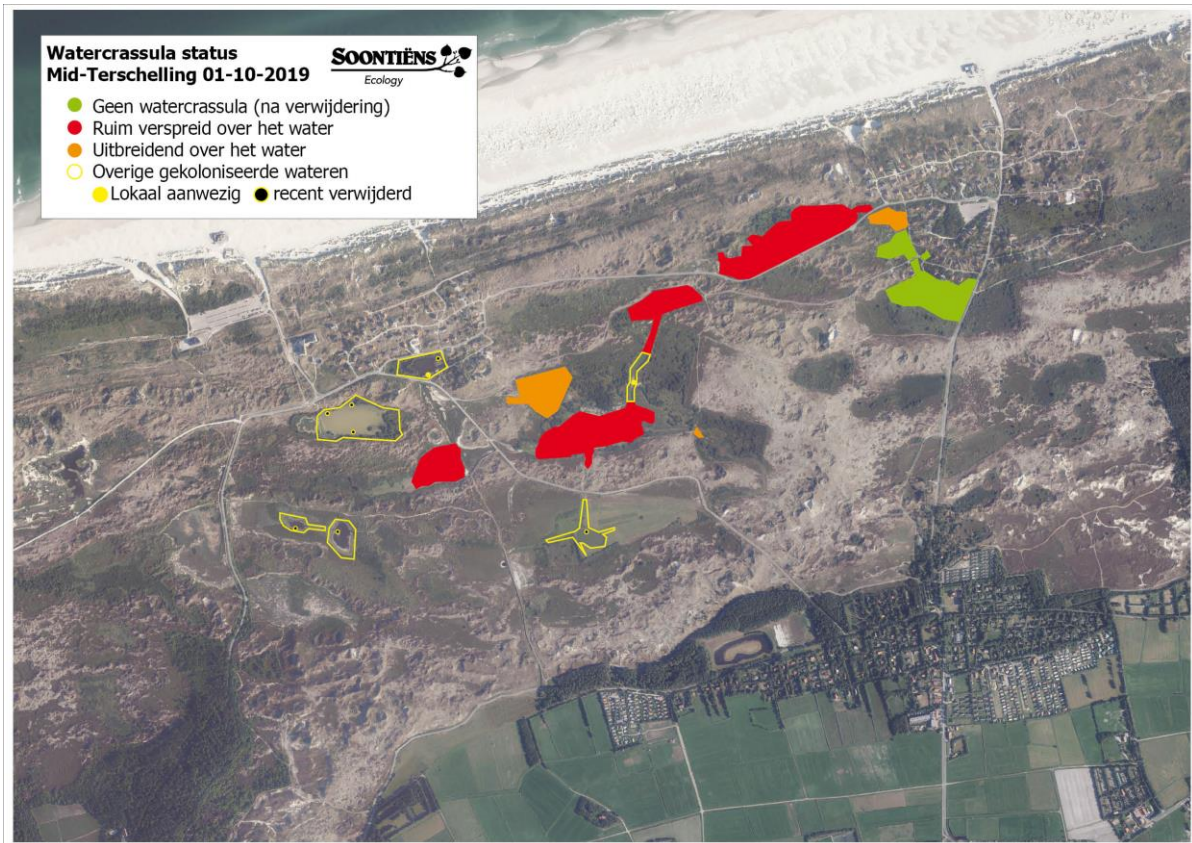 Watercrassula status
Mid-Terschelling 01-10-2019
SOONTIËNS
Ecology
Geen watercrassula (na verwijdering)
Ruim verspreid over het water
Uitbreidend over het water
Overige gekoloniseerde wateren
Lokaal aanwezig recent verwijderd